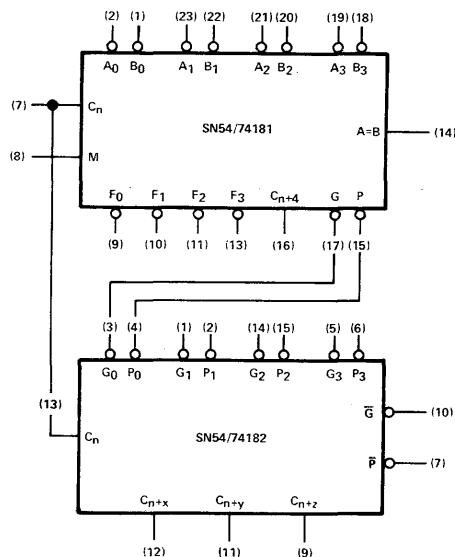 (2) (1) (23) (22) (21) (20) (19) (18)
A0 B0 A1 B1 A2 B2 A3 B3
(7) Cn
SN54/74181
A=B (14)
(8) M
F0 F1 F2 F3 Cn+4 G P
(9) (10) (11) (13) (16) (17) (15)
(3) (4) (1) (2) (14) (15) (5) (6)
G0 P0 G1 P1 G2 P2 G3 P3
(13)
G̅ (10)
Cn
SN54/74182
P̅ (7)
Cn+x Cn+y Cn+z
(12) (11) (9)